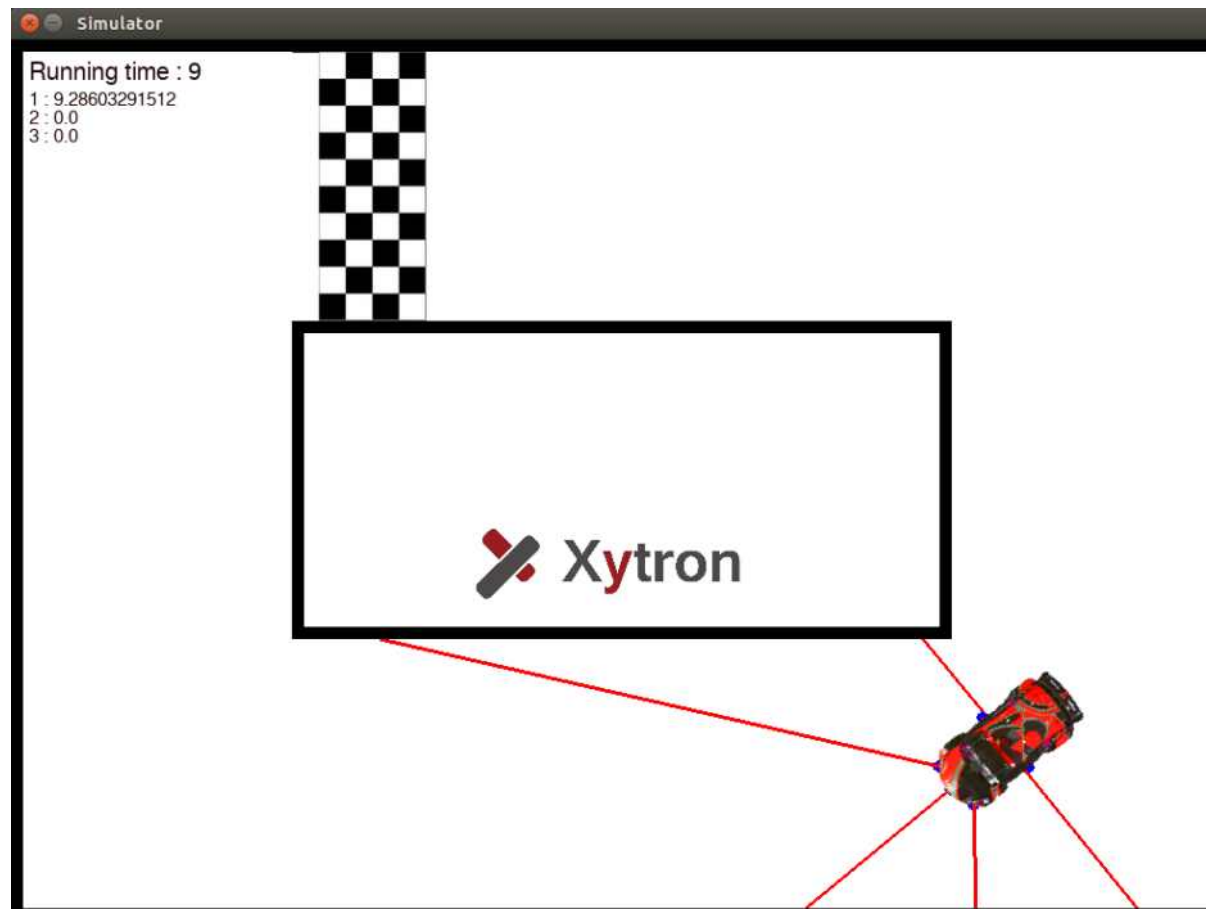 Simulator
Running time : 9
1 : 9.28603291512
2 : 0.0
3 : 0.0
Xytron